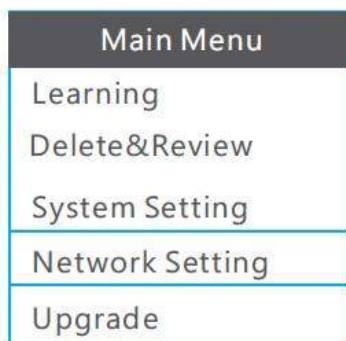 Main Menu
Learning
Delete&Review
System Setting
Network Setting
Upgrade